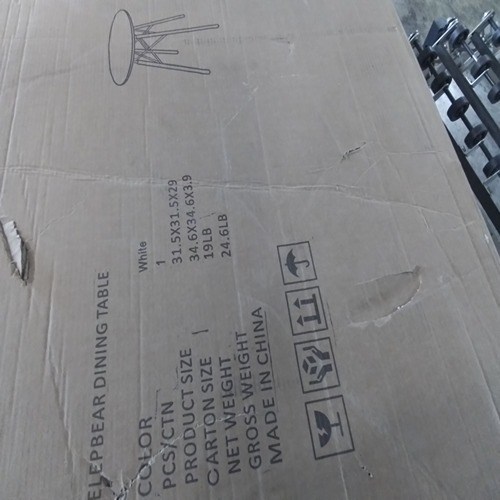 ELEPBEAR DINING TABLE
COLOR White
PCS/CTN 1
PRODUCT SIZE 31.5X31.5X29
CARTON SIZE 34.6X34.6X3.9
NET WEIGHT 19LB
GROSS WEIGHT 24.6LB
MADE IN CHINA